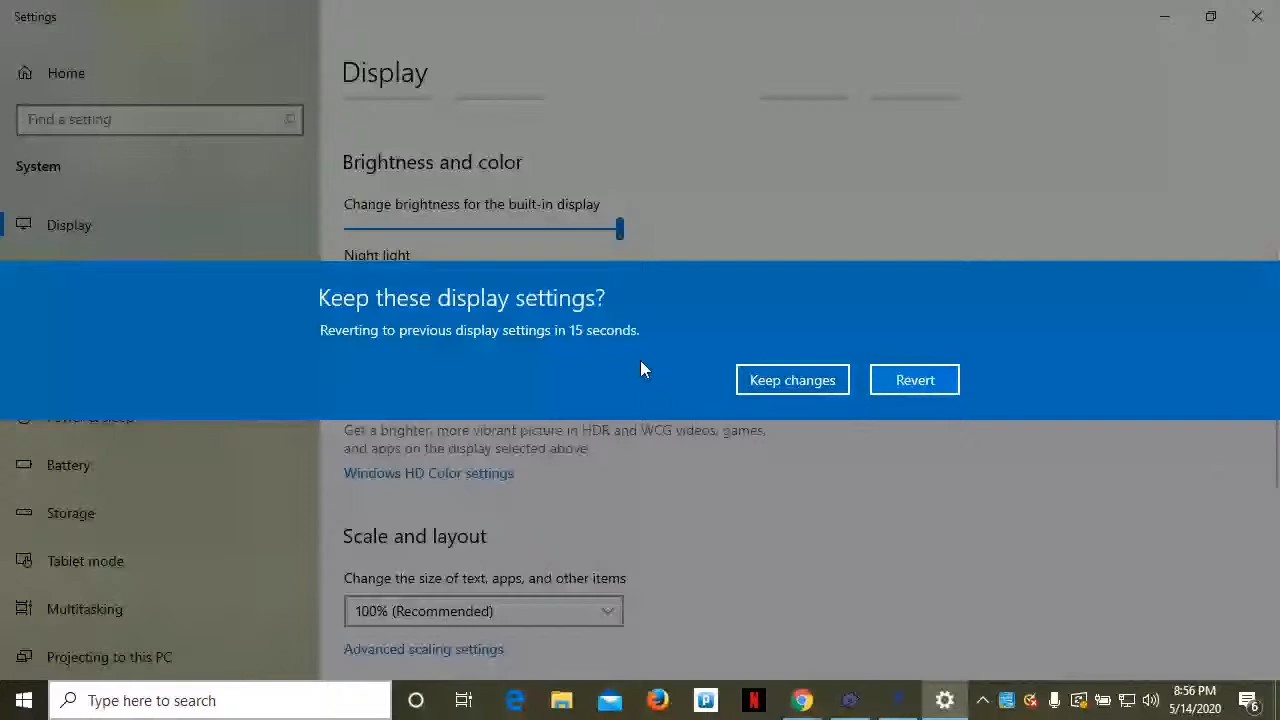 Settings
Home
Find a setting
System
Display
Display
Brightness and color
Change brightness for the built-in display
Night light
Keep these display settings?
Reverting to previous display settings in 15 seconds.
Keep changes
Revert
Get a brighter, more vibrant picture in HDR and WCG videos, games,
and apps on the display selected above
Windows HD Color settings
Battery
Storage
Tablet mode
Multitasking
Projecting to this PC
Scale and layout
Change the size of text, apps, and other items
100% (Recommended)
Advanced scaling settings
Type here to search
8:56 PM
5/14/2020
6